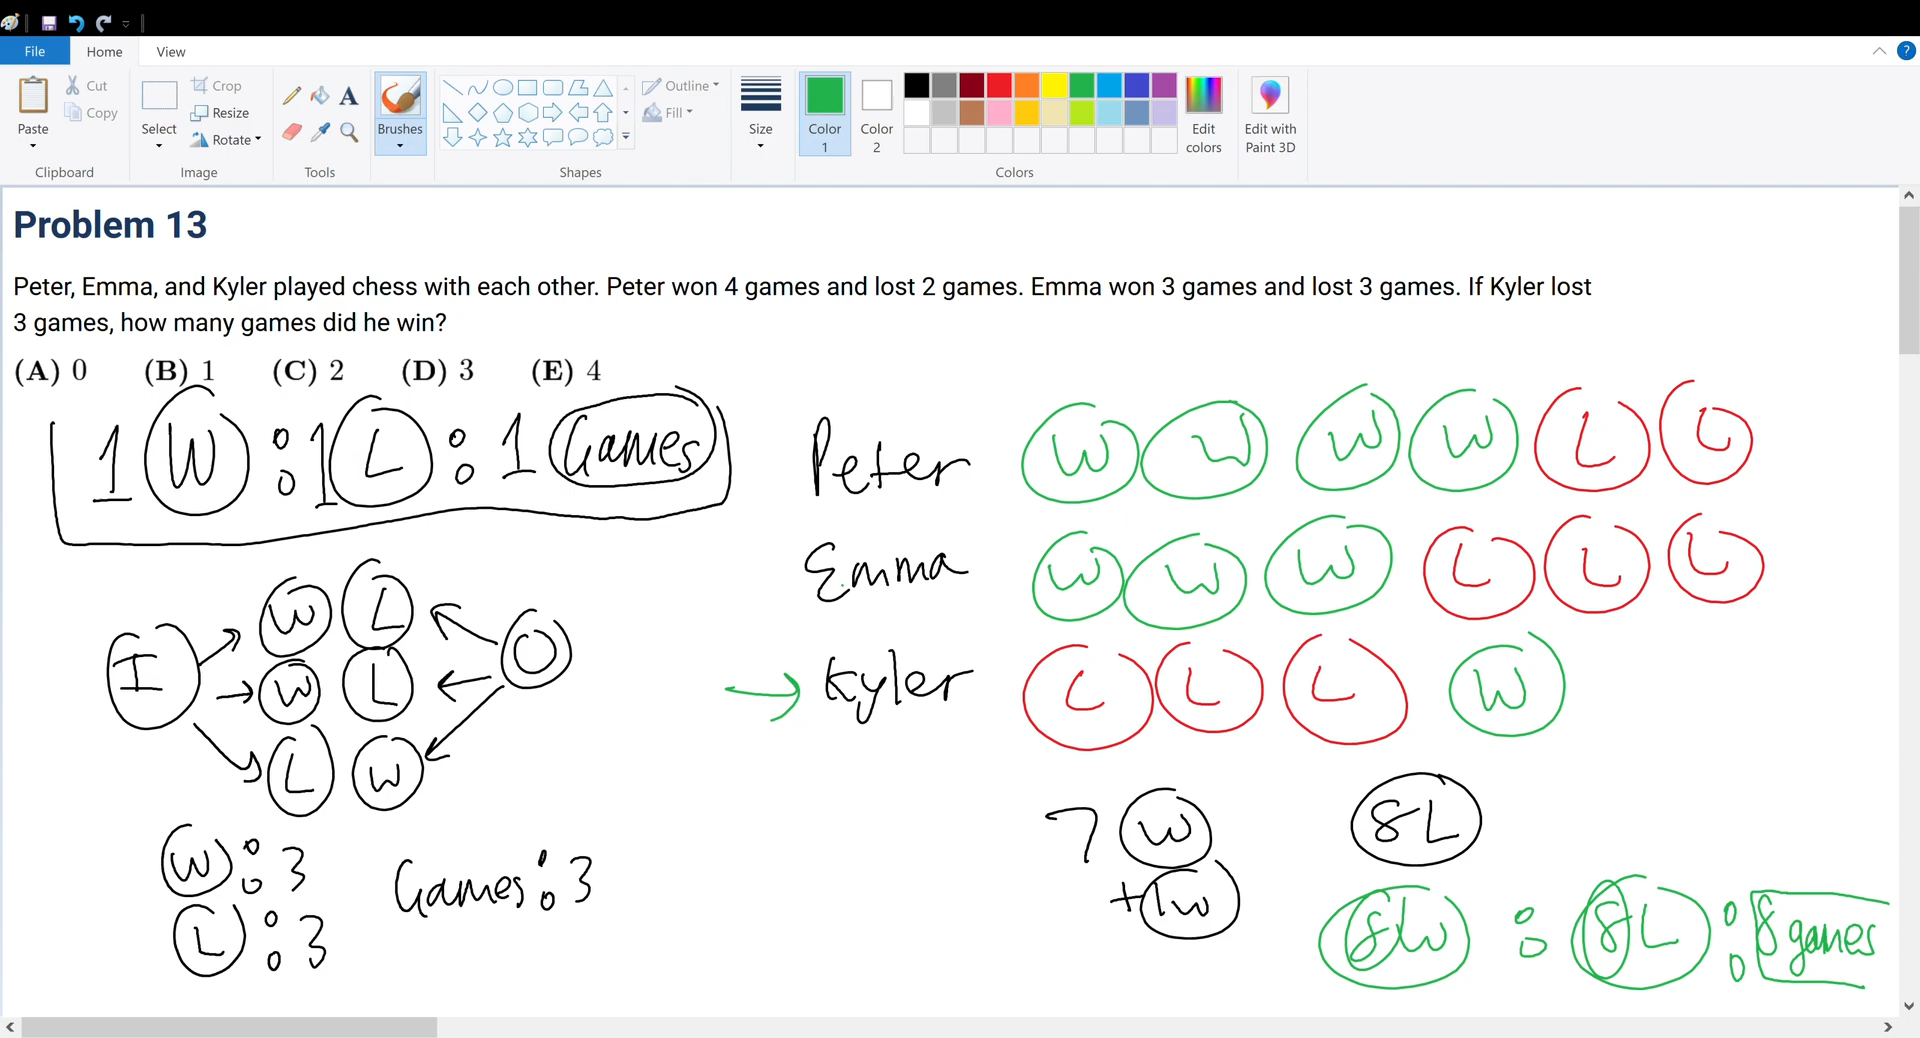 File Home View
Paste
Cut
Copy
Clipboard
Select
Crop
Resize
Rotate
Image
A
Tools
Brushes
Outline
Fill
Shapes
Size
Color
1
Color
2
Edit
colors
Edit with
Paint 3D
Colors
Problem 13
Peter, Emma, and Kyler played chess with each other. Peter won 4 games and lost 2 games. Emma won 3 games and lost 3 games. If Kyler lost
3 games, how many games did he win?
(A) 0 (B) 1 (C) 2 (D) 3 (E) 4
1 W : 1 L : 1 Games
Peter W W W W L L
Emma W W W L L L
Kyler L L L W
I W L O
W L
L W
W : 3
L : 3
Games : 3
7 W
+1W
8L
8W : 8L : 8 games